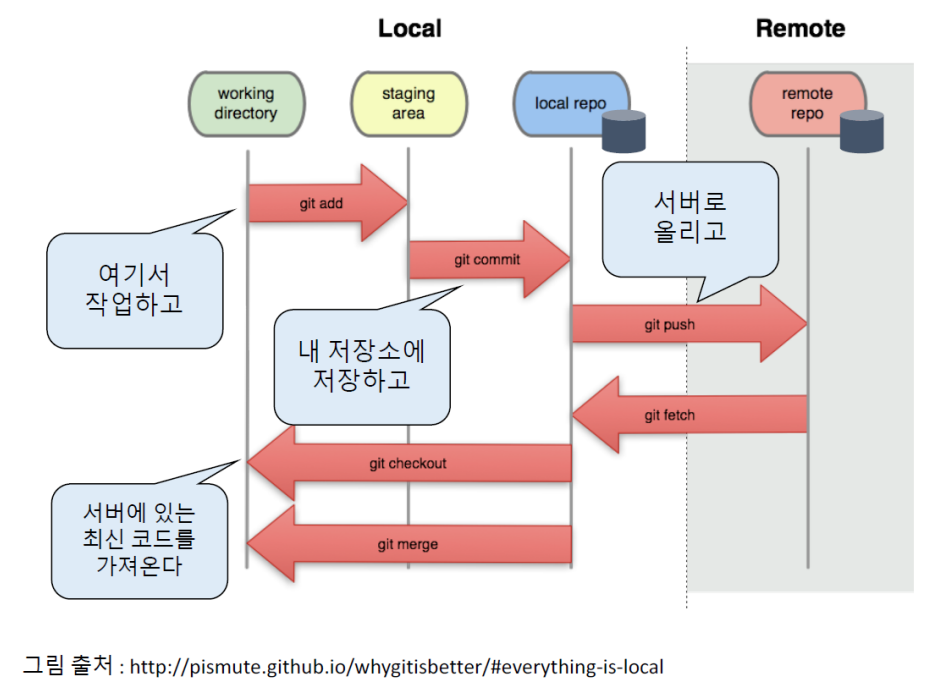 Local
Remote
working
directory
staging
area
local repo
remote
repo
git add
서버로
올리고
여기서
작업하고
git commit
내 저장소에
저장하고
git push
git fetch
git checkout
서버에 있는
최신 코드를
가져온다
git merge
그림 출처 : http://pismute.github.io/whygitisbetter/#everything-is-local